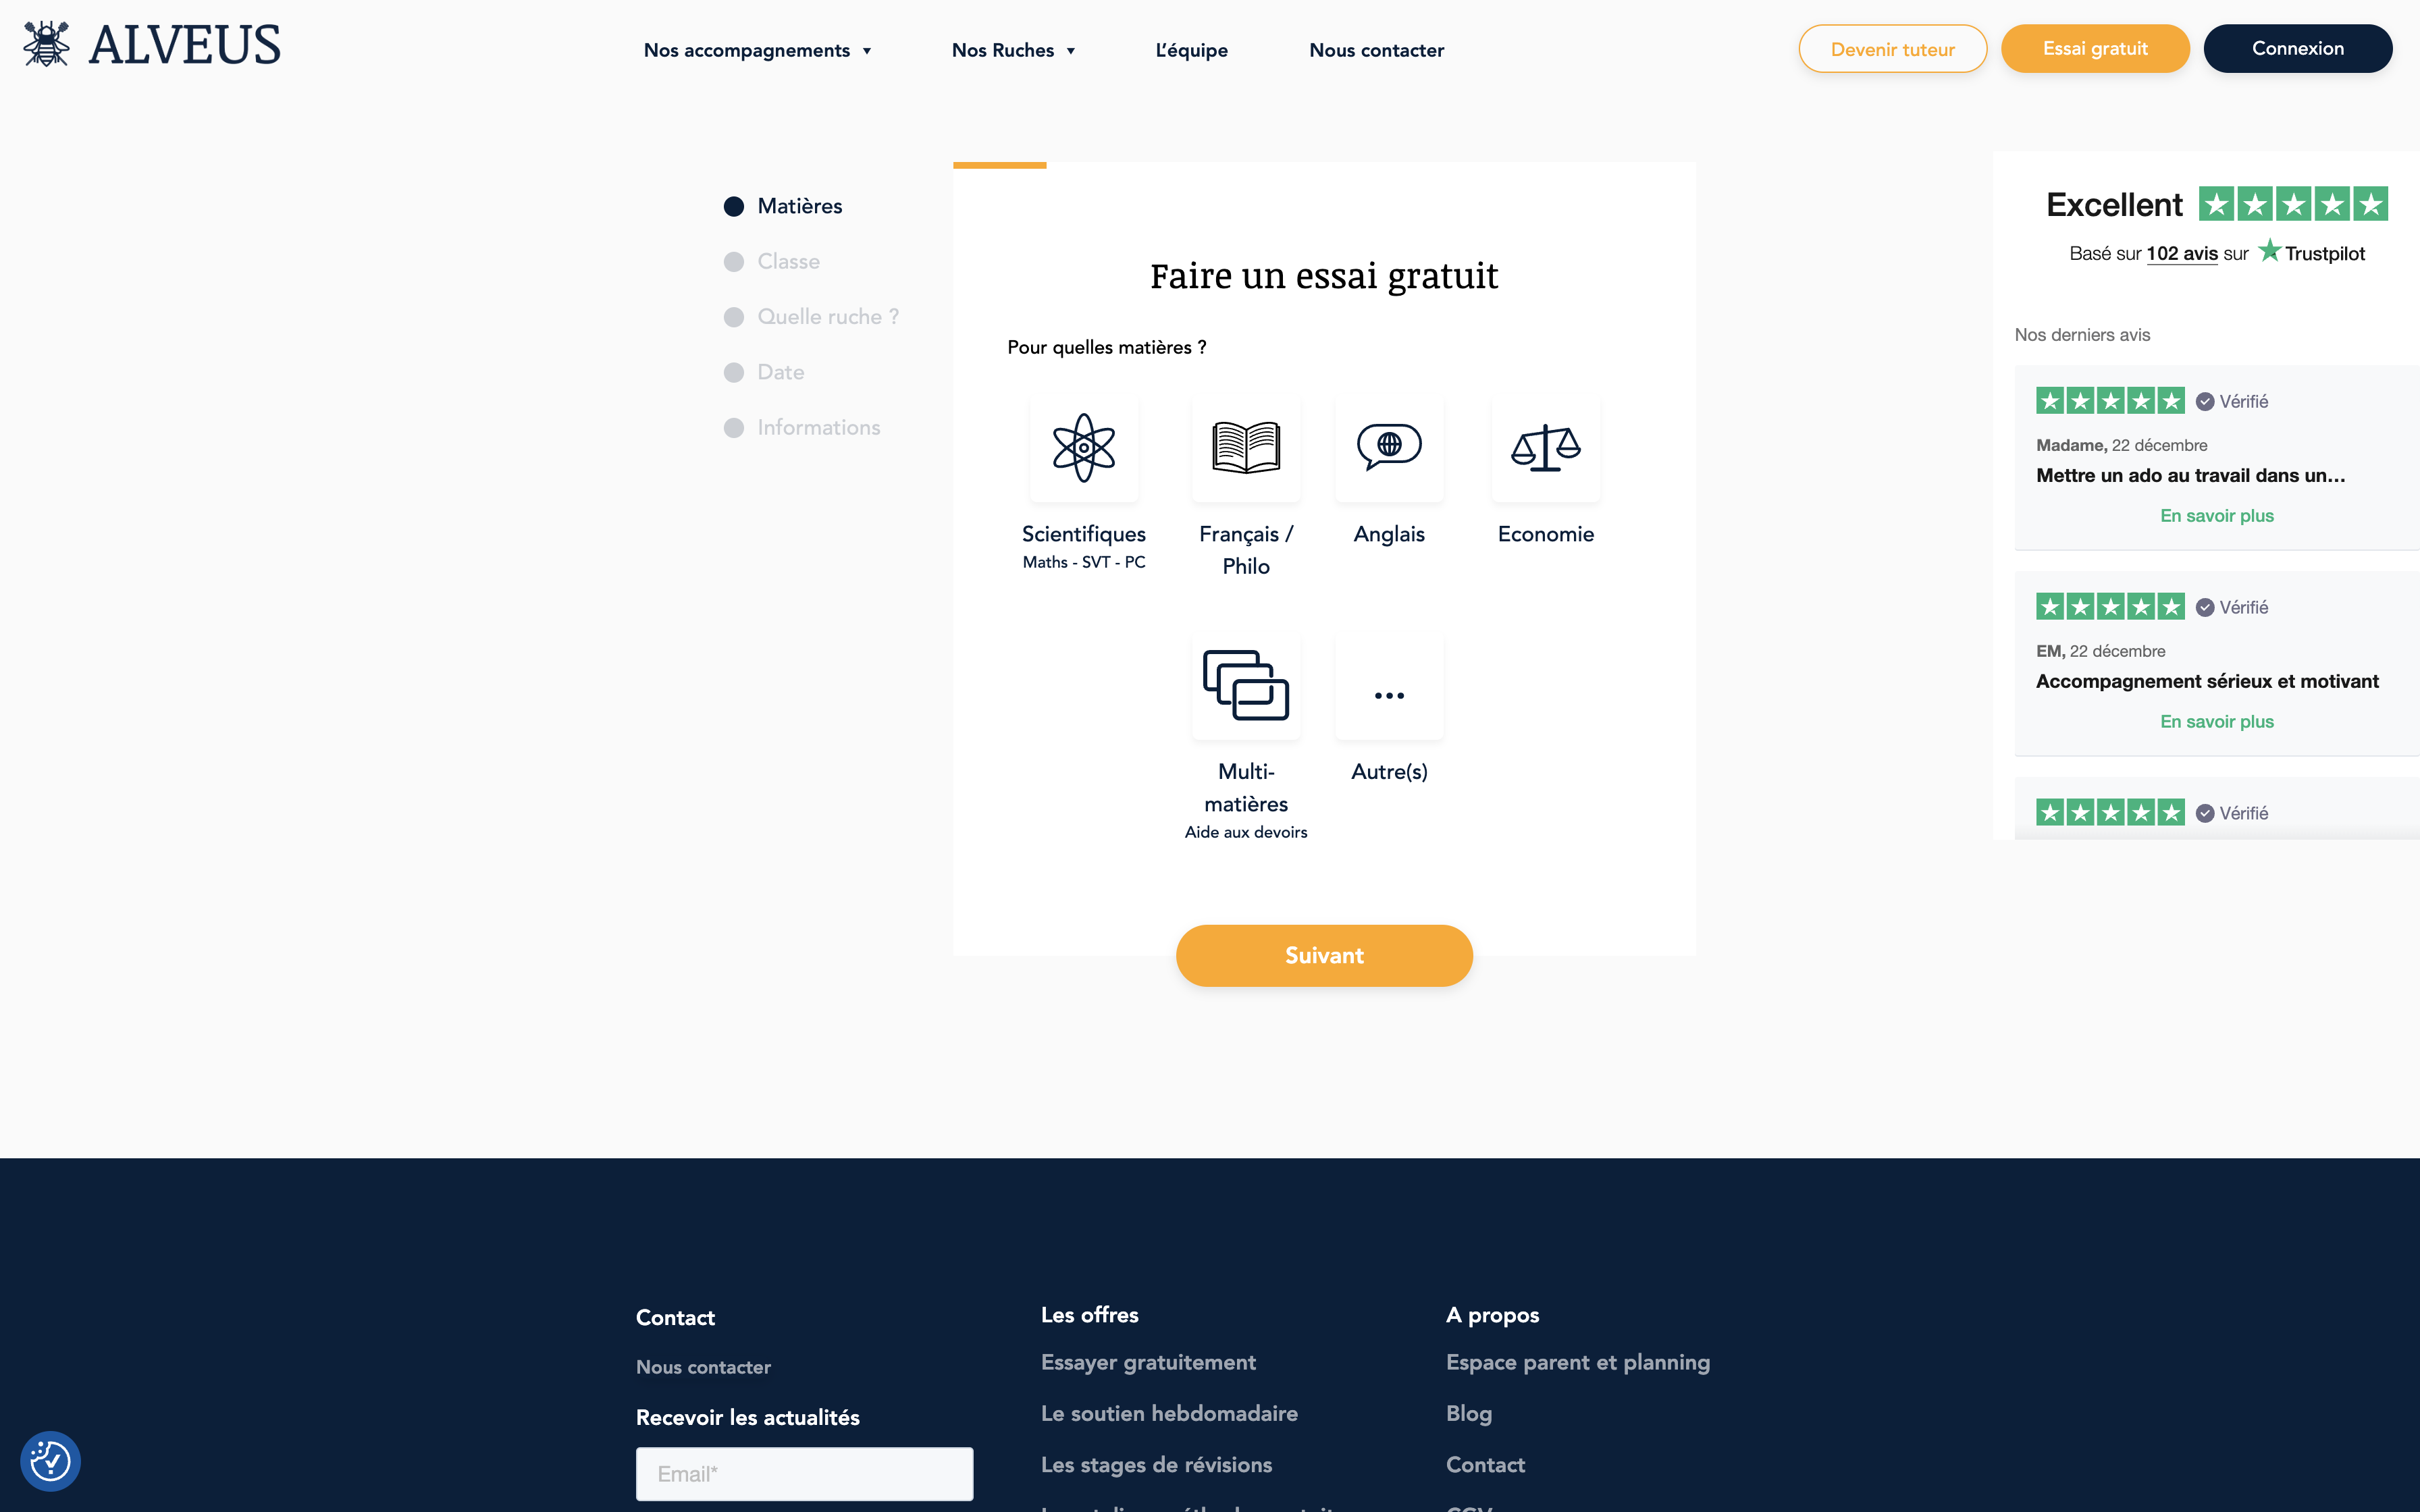 ALVEUS
Nos accompagnements
Nos Ruches
L’équipe
Nous contacter
Devenir tuteur
Essai gratuit
Connexion
Matières
Classe
Quelle ruche ?
Date
Informations
Faire un essai gratuit
Pour quelles matières ?
Scientifiques
Maths - SVT - PC
Français /
Philo
Anglais
Economie
Multi-
matières
Aide aux devoirs
Autre(s)
Suivant
Excellent
Basé sur 102 avis sur Trustpilot
Nos derniers avis
Vérifié
Madame, 22 décembre
Mettre un ado au travail dans un...
En savoir plus
Vérifié
EM, 22 décembre
Accompagnement sérieux et motivant
En savoir plus
Vérifié
Contact
Nous contacter
Recevoir les actualités
Email*
Les offres
Essayer gratuitement
Le soutien hebdomadaire
Les stages de révisions
A propos
Espace parent et planning
Blog
Contact